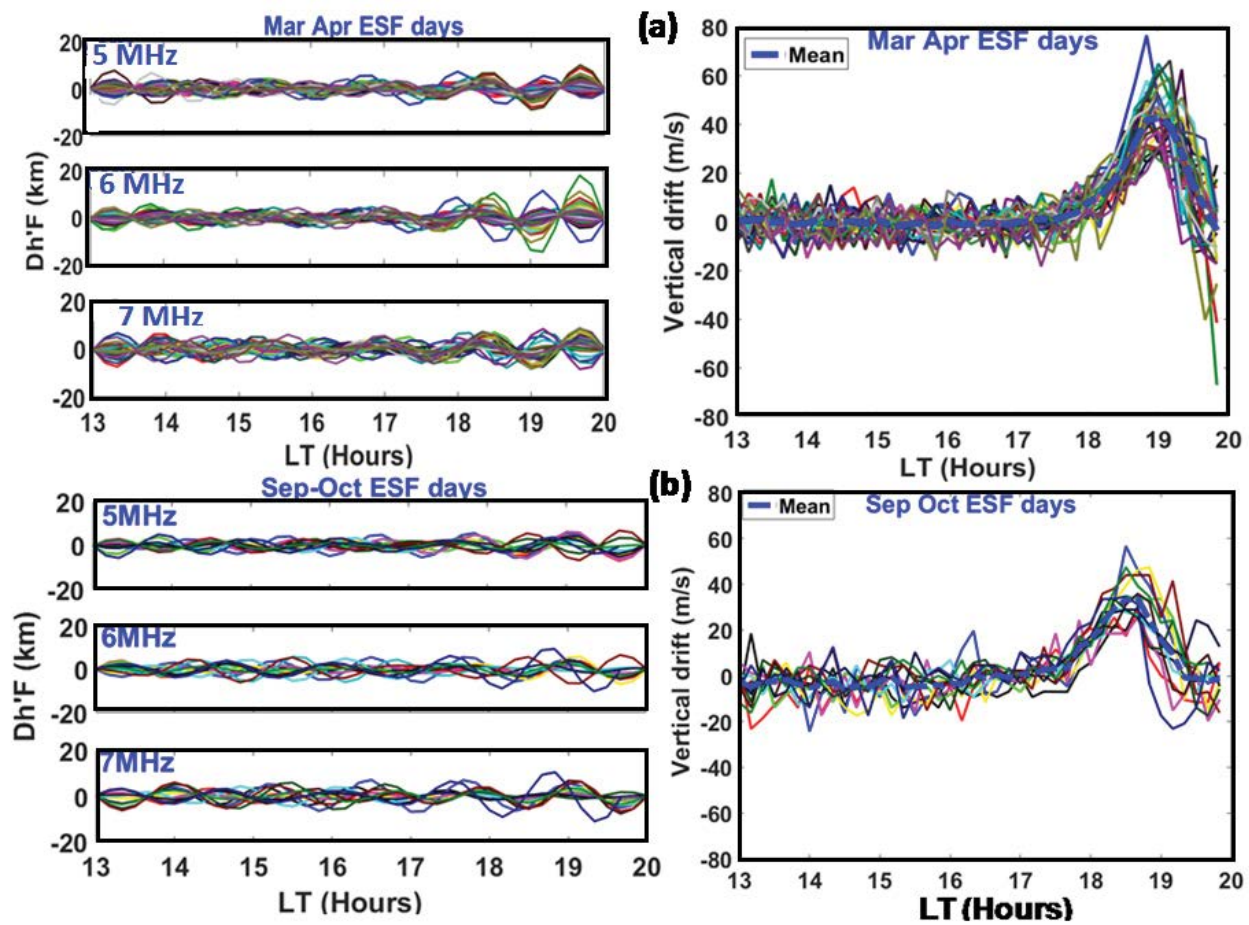 Mar Apr ESF days
(a)
20
5 MHz
0
-20
20
6 MHz
0
-20
20
7 MHz
0
-20
Dh'F (km)
13 14 15 16 17 18 19 20
LT (Hours)
80
60
40
20
0
-20
-40
-60
-80
Vertical drift (m/s)
Mean
Mar Apr ESF days
13 14 15 16 17 18 19 20
LT (Hours)
Sep-Oct ESF days
(b)
20
5MHz
0
-20
20
6MHz
0
-20
20
7MHz
0
-20
Dh'F (km)
13 14 15 16 17 18 19 20
LT (Hours)
80
60
40
20
0
-20
-40
-60
-80
Vertical drift (m/s)
Mean
Sep Oct ESF days
13 14 15 16 17 18 19 20
LT (Hours)